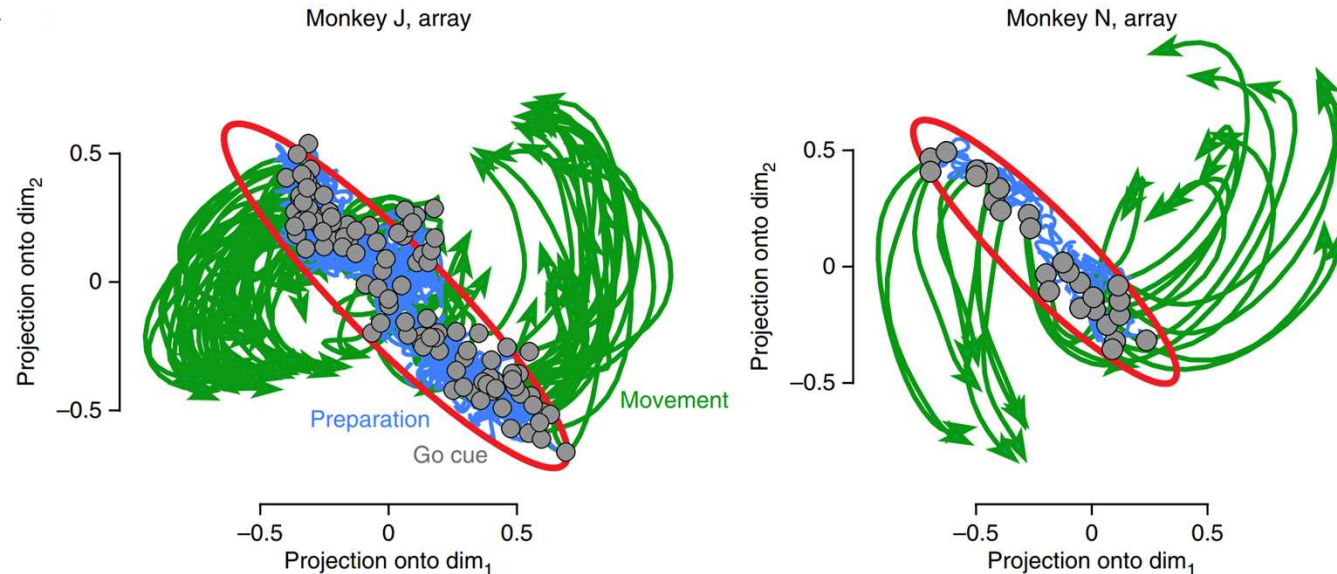 Monkey J, array
Projection onto dim₂
0.5
0
–0.5
Preparation
Go cue
Movement
–0.5 0 0.5
Projection onto dim₁
Monkey N, array
Projection onto dim₂
0.5
0
–0.5
–0.5 0 0.5
Projection onto dim₁